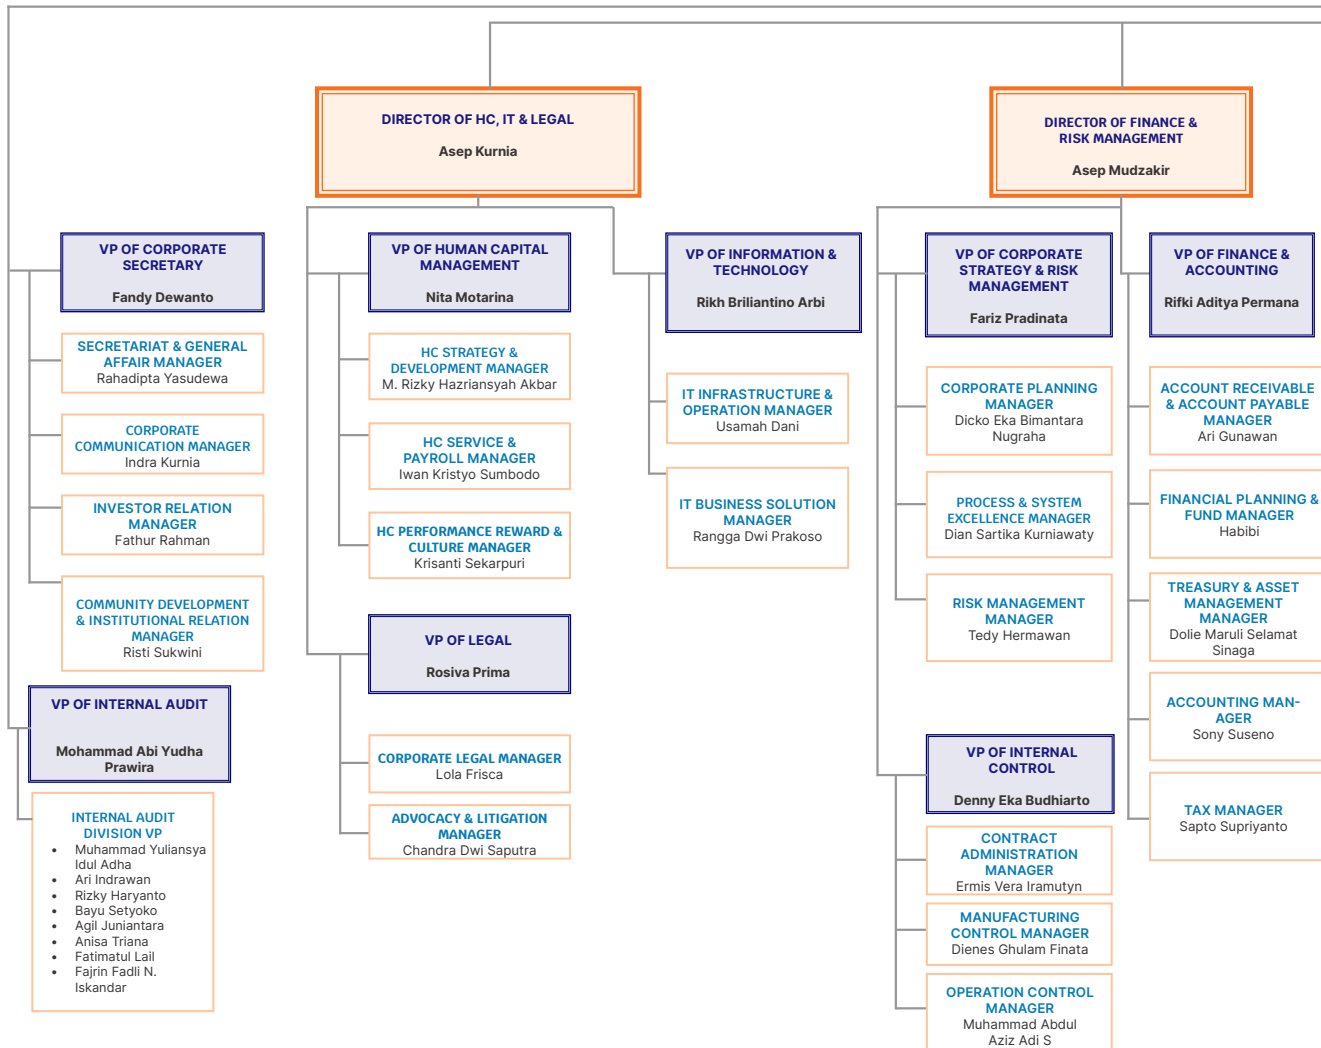 DIRECTOR OF HC, IT & LEGAL
Asep Kurnia
DIRECTOR OF FINANCE &
RISK MANAGEMENT
Asep Mudzakir
VP OF CORPORATE
SECRETARY
Fandy Dewanto
SECRETARIAT & GENERAL
AFFAIR MANAGER
Rahadipta Yasudewa
CORPORATE
COMMUNICATION MANAGER
Indra Kurnia
INVESTOR RELATION
MANAGER
Fathur Rahman
COMMUNITY DEVELOPMENT
& INSTITUTIONAL RELATION
MANAGER
Risti Sukwini
VP OF INTERNAL AUDIT
Mohammad Abi Yudha
Prawira
INTERNAL AUDIT
DIVISION VP
• Muhammad Yuliansya
Idul Adha
• Ari Indrawan
• Rizky Haryanto
• Bayu Setyoko
• Agil Juniantara
• Anisa Triana
• Fatimatul Lail
• Fajrin Fadli N.
Iskandar
VP OF HUMAN CAPITAL
MANAGEMENT
Nita Motarina
HC STRATEGY &
DEVELOPMENT MANAGER
M. Rizky Hazriansyah Akbar
HC SERVICE &
PAYROLL MANAGER
Iwan Kristyo Sumbodo
HC PERFORMANCE REWARD &
CULTURE MANAGER
Krisanti Sekarpuri
VP OF LEGAL
Rosiva Prima
CORPORATE LEGAL MANAGER
Lola Frisca
ADVOCACY & LITIGATION
MANAGER
Chandra Dwi Saputra
VP OF INFORMATION &
TECHNOLOGY
Rikh Briliantino Arbi
IT INFRASTRUCTURE &
OPERATION MANAGER
Usamah Dani
IT BUSINESS SOLUTION
MANAGER
Rangga Dwi Prakoso
VP OF CORPORATE
STRATEGY & RISK
MANAGEMENT
Fariz Pradinata
CORPORATE PLANNING
MANAGER
Dicko Eka Bimantara
Nugraha
PROCESS & SYSTEM
EXCELLENCE MANAGER
Dian Sartika Kurniawaty
RISK MANAGEMENT
MANAGER
Tedy Hermawan
VP OF INTERNAL
CONTROL
Denny Eka Budhiarto
CONTRACT
ADMINISTRATION
MANAGER
Ermis Vera Iramutyn
MANUFACTURING
CONTROL MANAGER
Dienes Ghulam Finata
OPERATION CONTROL
MANAGER
Muhammad Abdul
Aziz Adi S
VP OF FINANCE &
ACCOUNTING
Rifki Aditya Permana
ACCOUNT RECEIVABLE
& ACCOUNT PAYABLE
MANAGER
Ari Gunawan
FINANCIAL PLANNING &
FUND MANAGER
Habibi
TREASURY & ASSET
MANAGEMENT
MANAGER
Dolie Maruli Selamat
Sinaga
ACCOUNTING MAN-
AGER
Sony Suseno
TAX MANAGER
Sapto Supriyanto